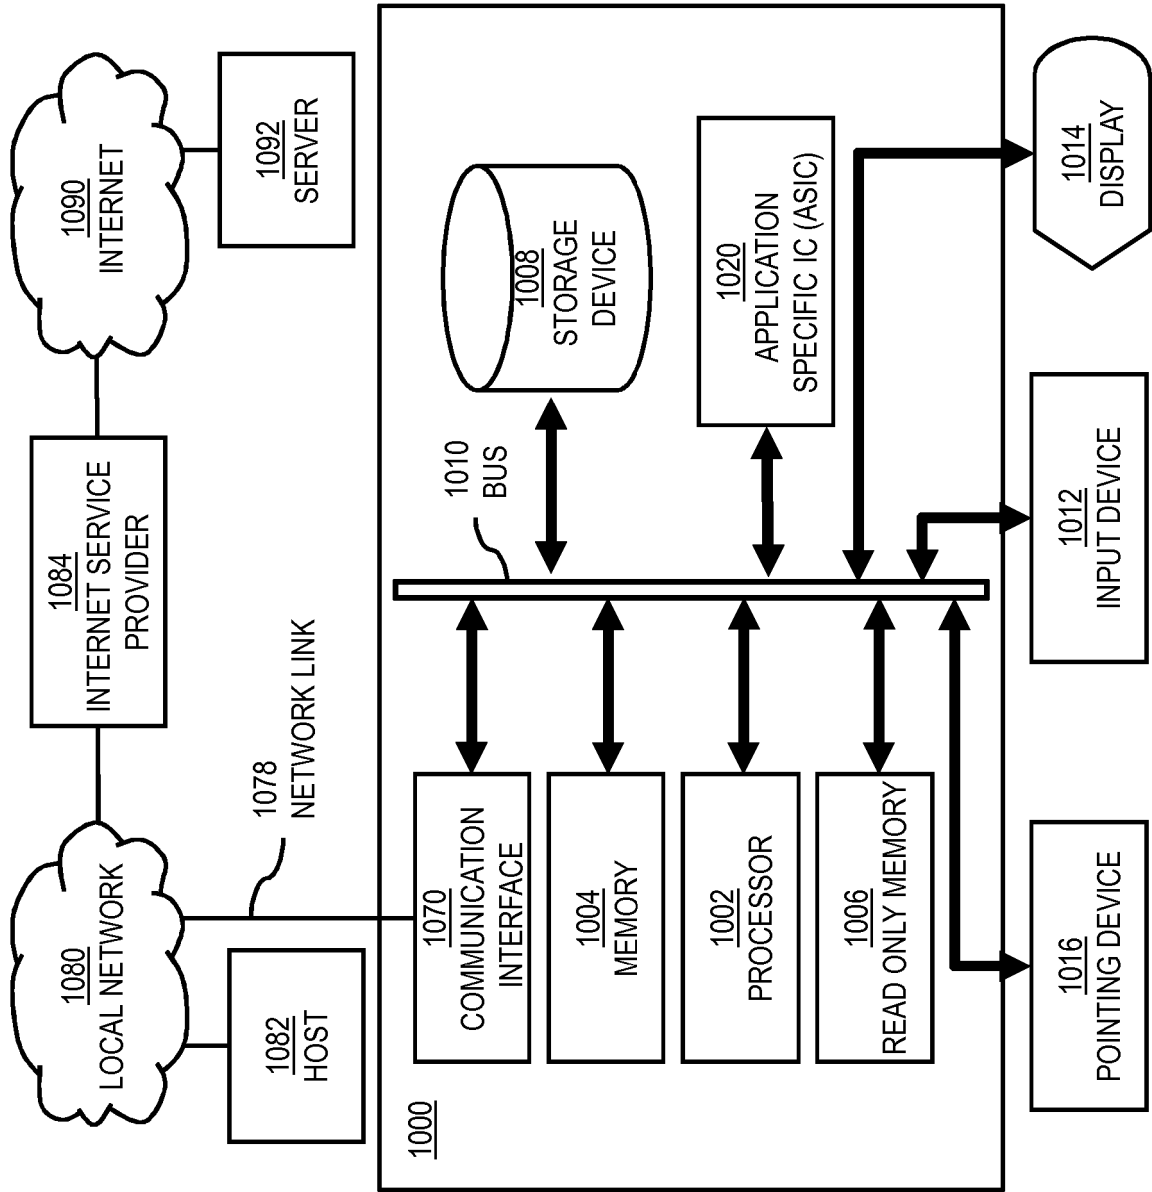 1080
LOCAL NETWORK
1084
INTERNET SERVICE
PROVIDER
1090
INTERNET
1082
HOST
1078
NETWORK LINK
1092
SERVER
1000
1070
COMMUNICATION
INTERFACE
1004
MEMORY
1002
PROCESSOR
1006
READ ONLY MEMORY
1010
BUS
1008
STORAGE
DEVICE
1020
APPLICATION
SPECIFIC IC (ASIC)
1016
POINTING DEVICE
1012
INPUT DEVICE
1014
DISPLAY